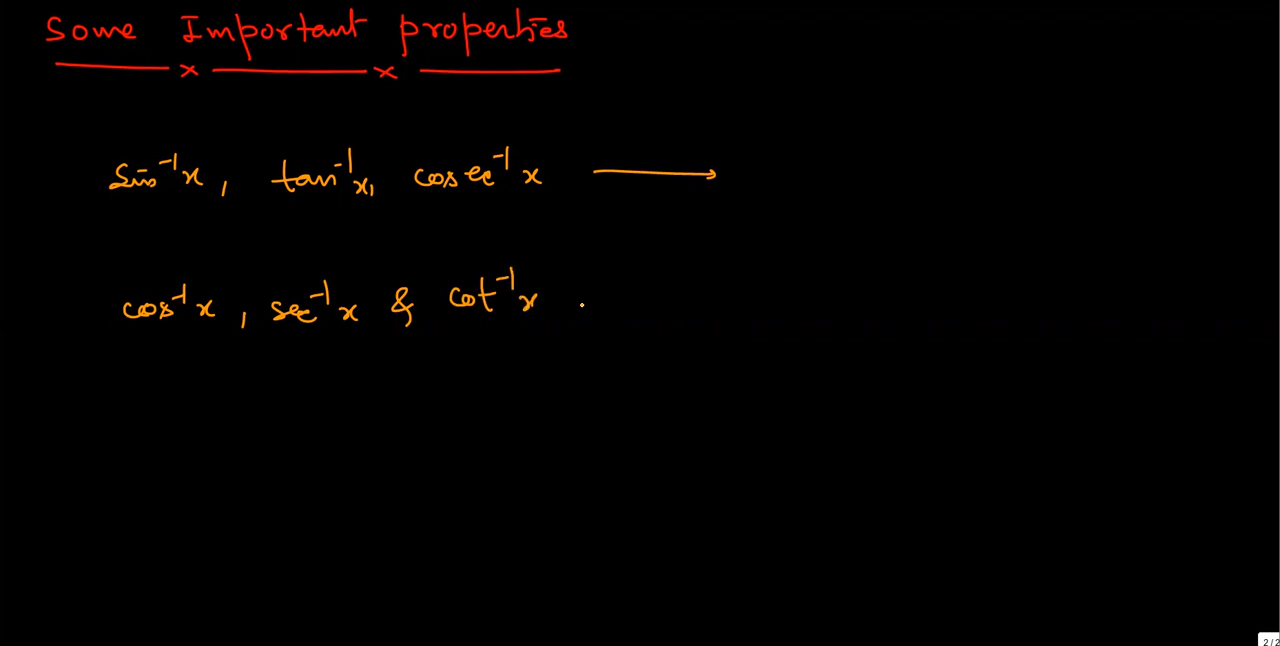 Some Important properties
sin⁻¹x, tan⁻¹x, cosec⁻¹x ⟶
cos⁻¹x, sec⁻¹x & cot⁻¹x
2/2